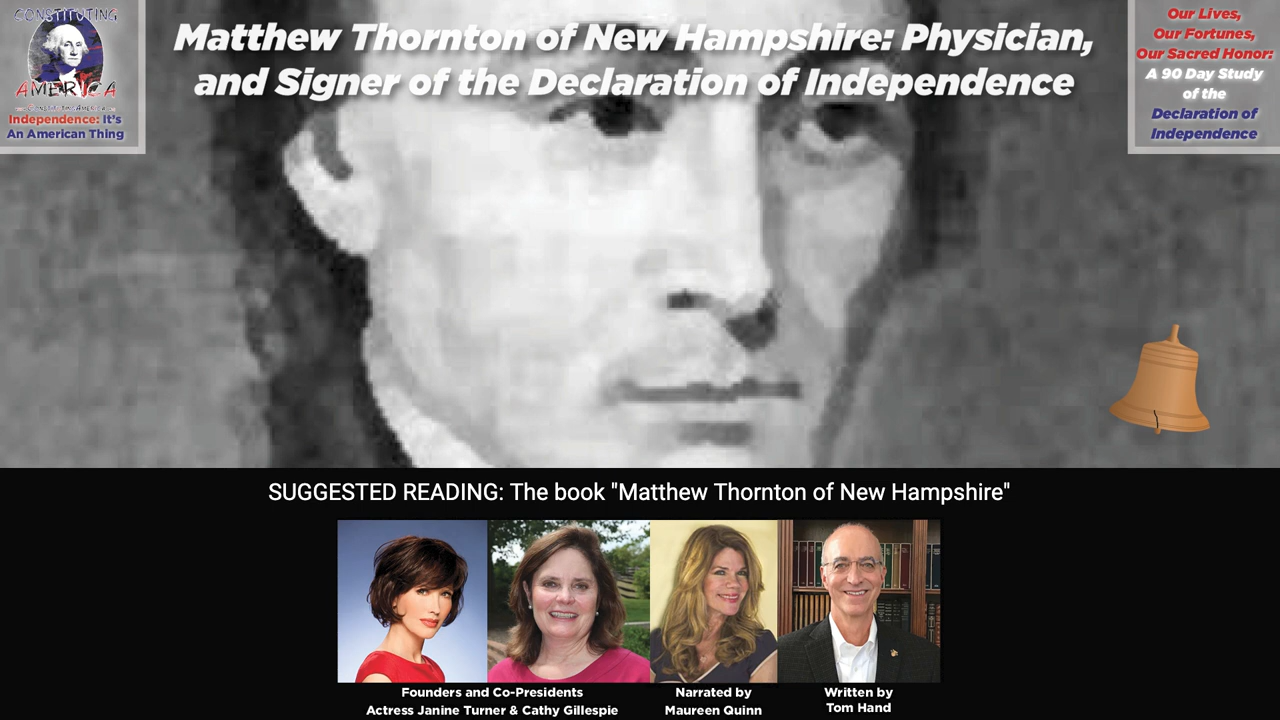 CONSTITUTING
AMERICA
Independence: It's
An American Thing
Matthew Thornton of New Hampshire: Physician,
and Signer of the Declaration of Independence
Our Lives,
Our Fortunes,
Our Sacred Honor:
A 90 Day Study
of the
Declaration of
Independence
SUGGESTED READING: The book "Matthew Thornton of New Hampshire"
Founders and Co-Presidents
Actress Janine Turner & Cathy Gillespie
Narrated by
Maureen Quinn
Written by
Tom Hand